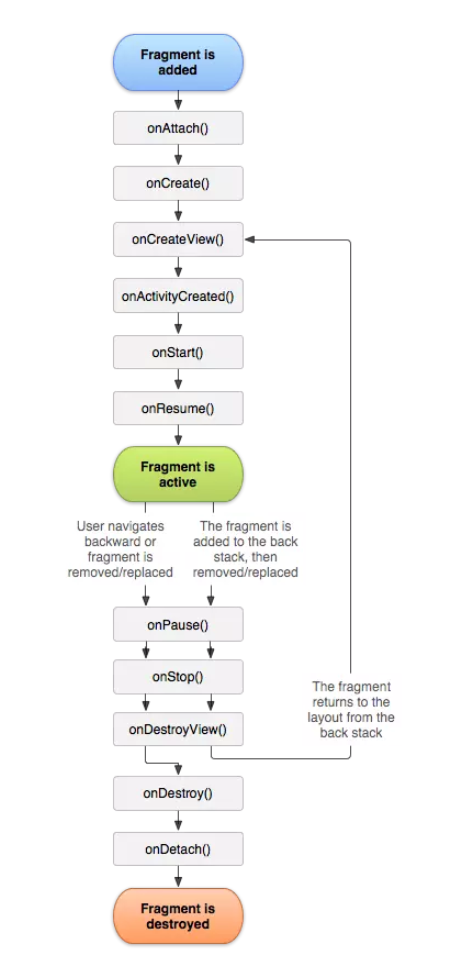 Fragment is
added
onAttach()
onCreate()
onCreateView()
onActivityCreated()
onStart()
onResume()
Fragment is
active
User navigates
backward or
fragment is
removed/replaced
The fragment is
added to the back
stack, then
removed/replaced
onPause()
onStop()
onDestroyView()
The fragment
returns to the
layout from the
back stack
onDestroy()
onDetach()
Fragment is
destroyed